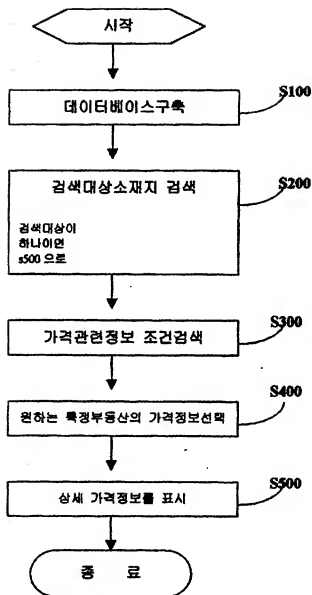 시작
데이터베이스구축
S100
검색대상소재지 검색
S200
검색대상이
하나이면
s500 으로
가격관련정보 조건검색
S300
원하는 특정부동산의 가격정보선택
S400
상세 가격정보를 표시
S500
종 료